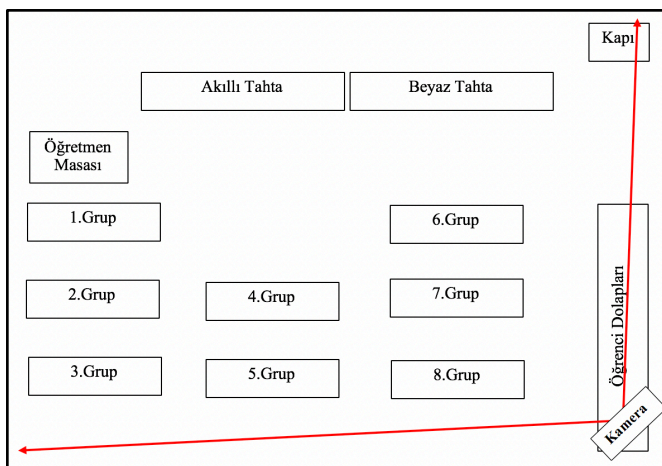 Kapı
Akıllı Tahta
Beyaz Tahta
Öğretmen
Masası
1.Grup
6.Grup
2.Grup
4.Grup
7.Grup
3.Grup
5.Grup
8.Grup
Öğrenci Dolapları
Kamera